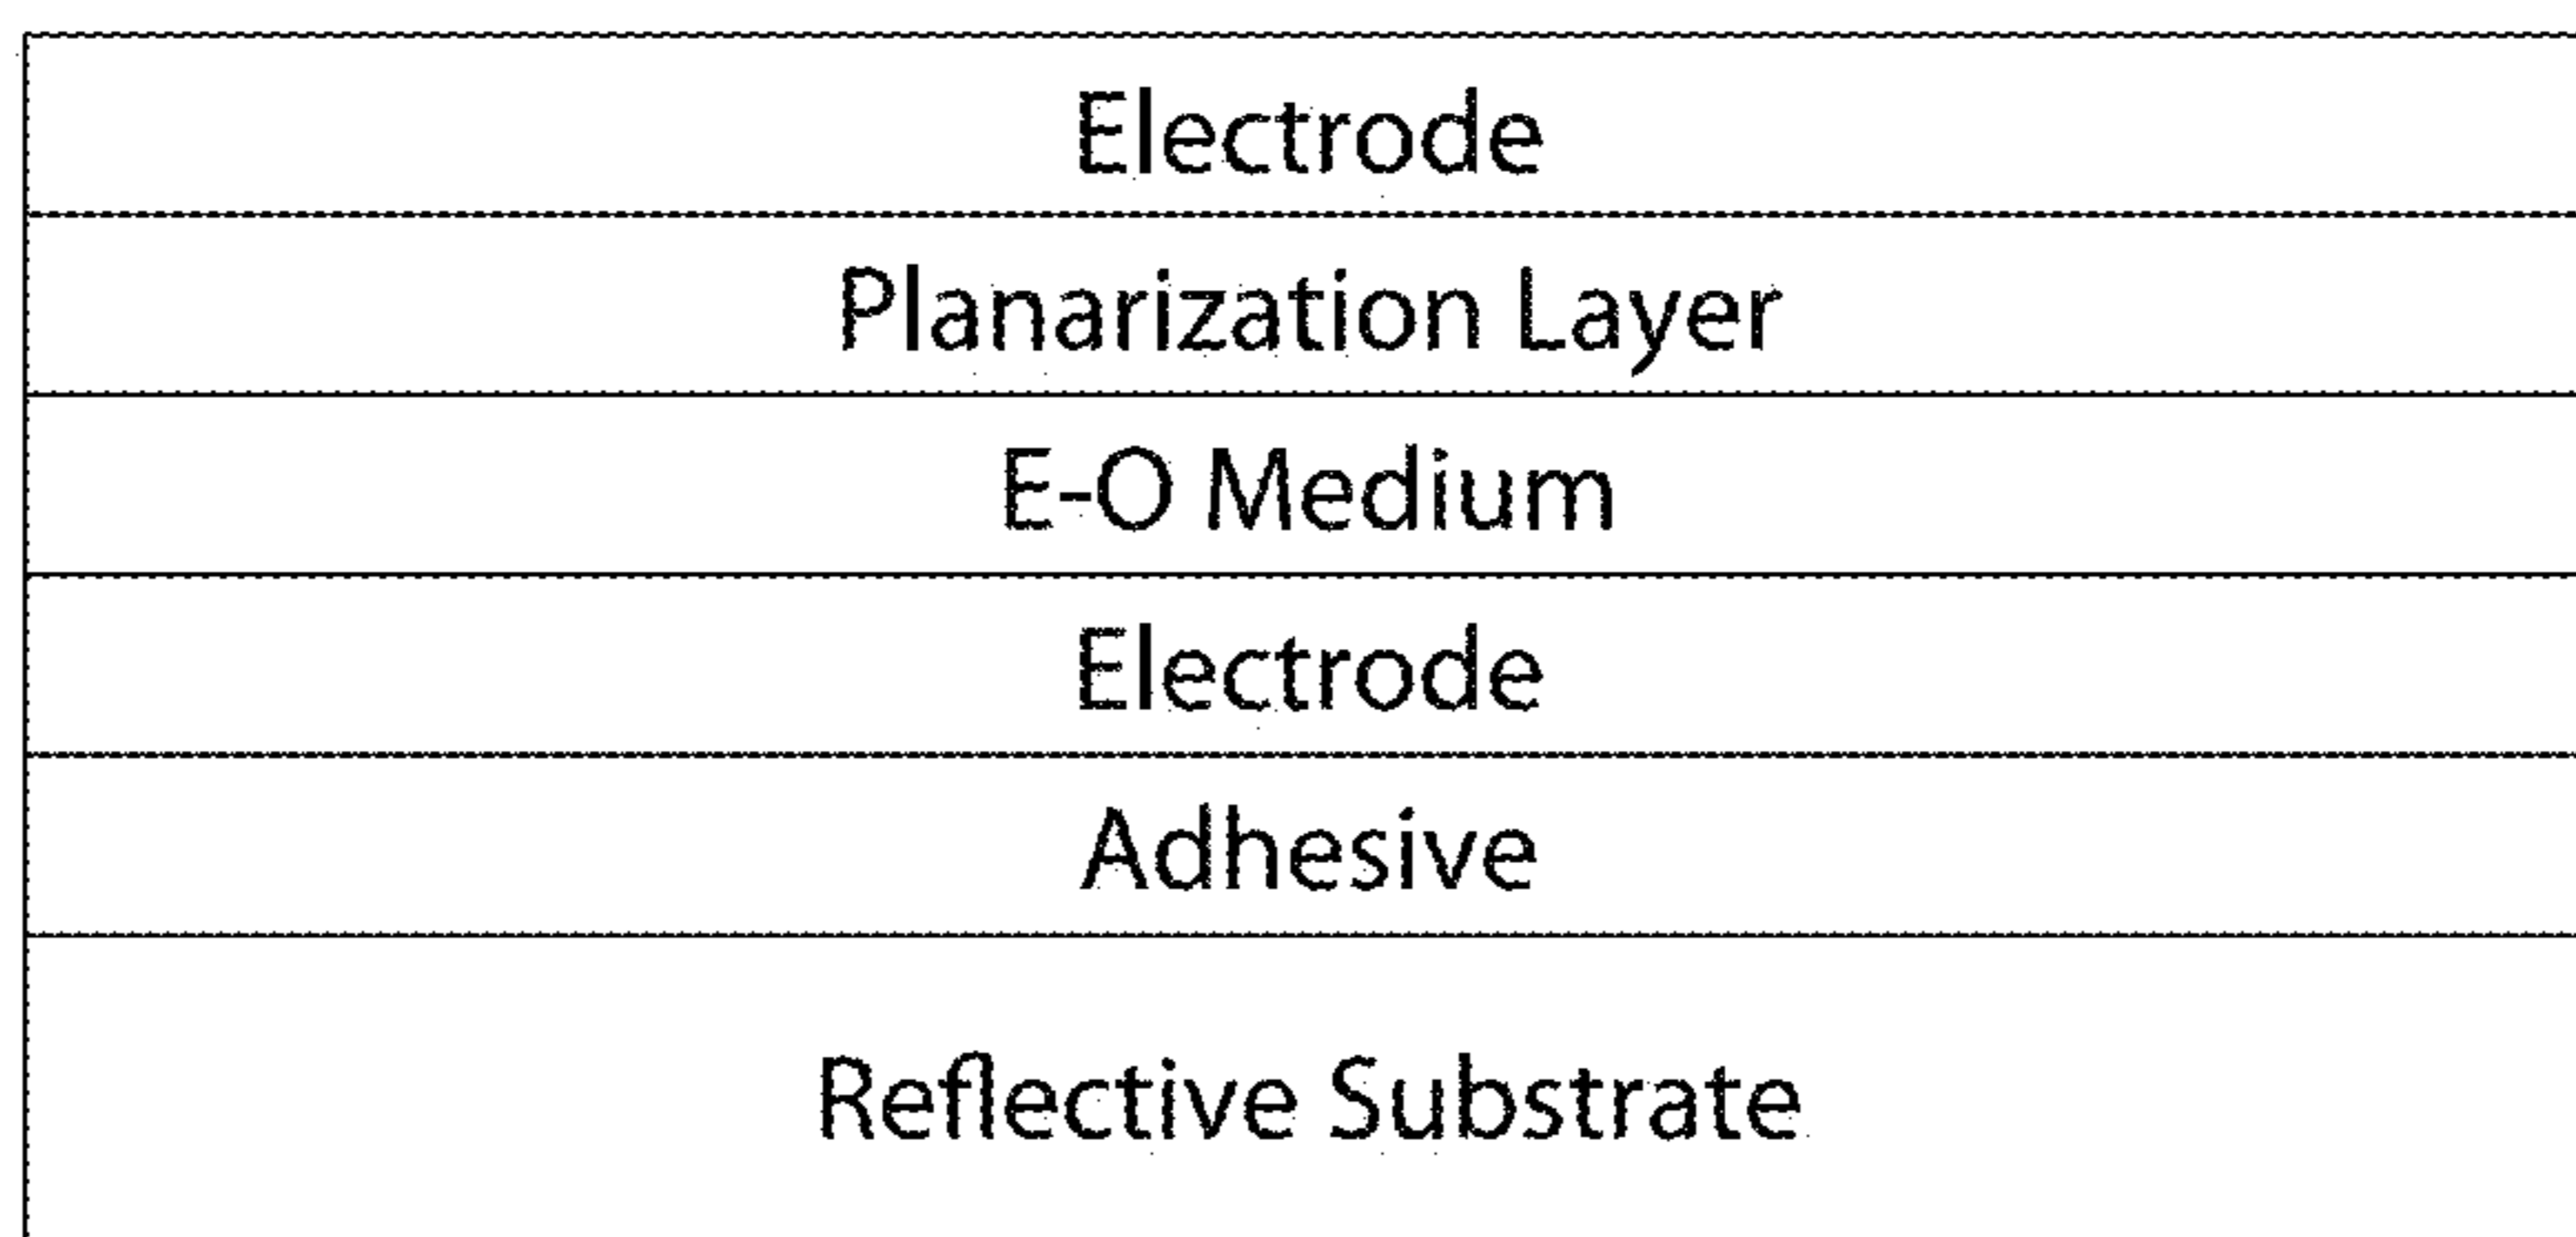 Electrode
Planarization Layer
E-O Medium
Electrode
Adhesive
Reflective Substrate